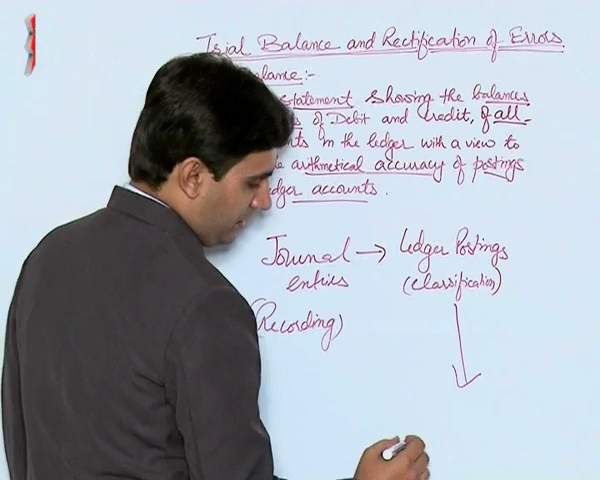 Trial Balance and Rectification of Errors
Balance:-
statement showing the balances
of Debit and Credit, of all
in the ledger with a view to
arithmetical accuracy of postings
accounts.
Journal → Ledger Postings
entries (Classification)
(Recording)